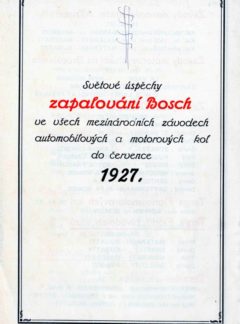 Světové úspěchy
zapalování Bosch
ve všech mezinárodních závodech
automobilových a motorových kol
do července
1927.